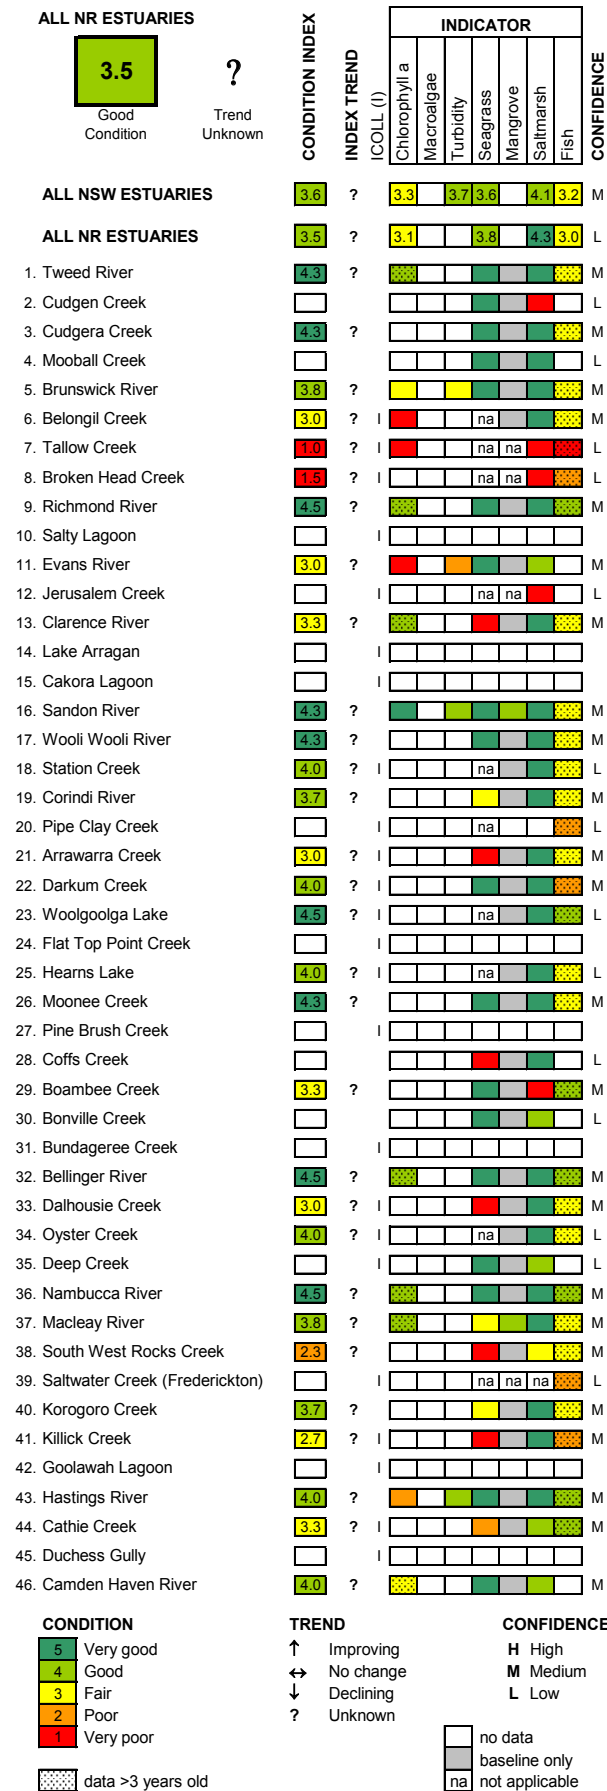 ALL NR ESTUARIES
3.5
?
Good Condition
Trend Unknown
CONDITION INDEX
INDEX TREND
ICOLL (I)
INDICATOR
Chlorophyll a
Macroalgae
Turbidity
Seagrass
Mangrove
Saltmarsh
Fish
CONFIDENCE
ALL NSW ESTUARIES 3.6 ? 3.3 3.7 3.6 4.1 3.2 M
ALL NR ESTUARIES 3.5 ? 3.1 3.8 4.3 3.0 L
1. Tweed River 4.3 ? M
2. Cudgen Creek L
3. Cudgera Creek 4.3 ? M
4. Mooball Creek L
5. Brunswick River 3.8 ? M
6. Belongil Creek 3.0 ? I na M
7. Tallow Creek 1.0 ? I na na L
8. Broken Head Creek 1.5 ? I na na L
9. Richmond River 4.5 ? M
10. Salty Lagoon I
11. Evans River 3.0 ? M
12. Jerusalem Creek I na na L
13. Clarence River 3.3 ? M
14. Lake Arragan I
15. Cakora Lagoon I
16. Sandon River 4.3 ? M
17. Wooli Wooli River 4.3 ? M
18. Station Creek 4.0 ? I na L
19. Corindi River 3.7 ? M
20. Pipe Clay Creek I na L
21. Arrawarra Creek 3.0 ? I M
22. Darkum Creek 4.0 ? I M
23. Woolgoolga Lake 4.5 ? I na L
24. Flat Top Point Creek I
25. Hearns Lake 4.0 ? I na L
26. Moonee Creek 4.3 ? M
27. Pine Brush Creek I
28. Coffs Creek L
29. Boambee Creek 3.3 ? M
30. Bonville Creek L
31. Bundageree Creek I
32. Bellinger River 4.5 ? M
33. Dalhousie Creek 3.0 ? I M
34. Oyster Creek 4.0 ? I na L
35. Deep Creek I L
36. Nambucca River 4.5 ? M
37. Macleay River 3.8 ? M
38. South West Rocks Creek 2.3 ? M
39. Saltwater Creek (Frederickton) I na na na L
40. Korogoro Creek 3.7 ? M
41. Killick Creek 2.7 ? I M
42. Goolawah Lagoon I
43. Hastings River 4.0 ? M
44. Cathie Creek 3.3 ? I M
45. Duchess Gully I
46. Camden Haven River 4.0 ? M
CONDITION
5 Very good
4 Good
3 Fair
2 Poor
1 Very poor
data >3 years old
TREND
↑ Improving
↔ No change
↓ Declining
? Unknown
CONFIDENCE
H High
M Medium
L Low
no data
baseline only
na not applicable